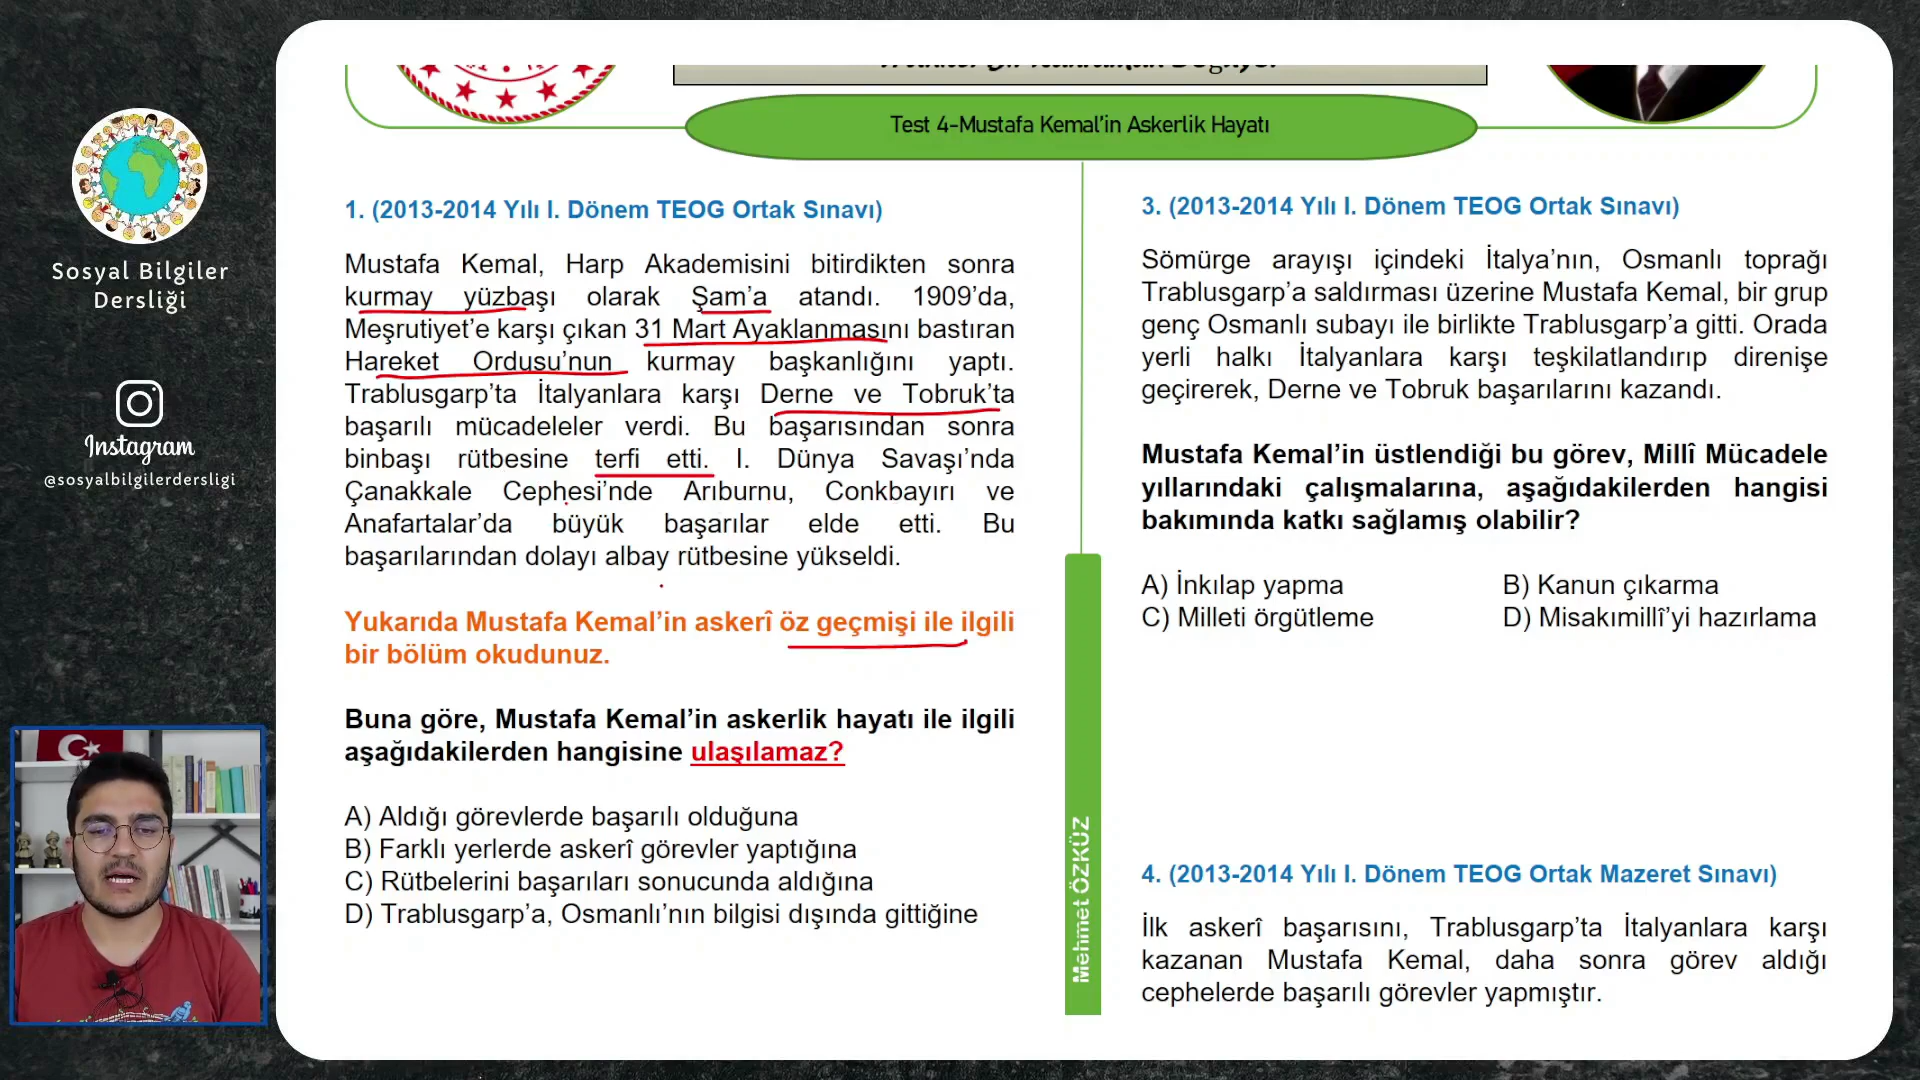 Test 4-Mustafa Kemal'in Askerlik Hayatı
Sosyal Bilgiler
Dersliği
Instagram
@sosyalbilgilerdersligi
1. (2013-2014 Yılı I. Dönem TEOG Ortak Sınavı)
Mustafa Kemal, Harp Akademisini bitirdikten sonra
kurmay yüzbaşı olarak Şam'a atandı. 1909'da,
Meşrutiyet'e karşı çıkan 31 Mart Ayaklanmasını bastıran
Hareket Ordusu'nun kurmay başkanlığını yaptı.
Trablusgarp'ta İtalyanlara karşı Derne ve Tobruk'ta
başarılı mücadeleler verdi. Bu başarısından sonra
binbaşı rütbesine terfi etti. I. Dünya Savaşı'nda
Çanakkale Cephesi'nde Arıburnu, Conkbayırı ve
Anafartalar'da büyük başarılar elde etti. Bu
başarılarından dolayı albay rütbesine yükseldi.
Yukarıda Mustafa Kemal'in askerî öz geçmişi ile ilgili
bir bölüm okudunuz.
Buna göre, Mustafa Kemal'in askerlik hayatı ile ilgili
aşağıdakilerden hangisine ulaşılamaz?
A) Aldığı görevlerde başarılı olduğuna
B) Farklı yerlerde askerî görevler yaptığına
C) Rütbelerini başarıları sonucunda aldığına
D) Trablusgarp'a, Osmanlı'nın bilgisi dışında gittiğine
Mehmet ÖZKÜZ
3. (2013-2014 Yılı I. Dönem TEOG Ortak Sınavı)
Sömürge arayışı içindeki İtalya'nın, Osmanlı toprağı
Trablusgarp'a saldırması üzerine Mustafa Kemal, bir grup
genç Osmanlı subayı ile birlikte Trablusgarp'a gitti. Orada
yerli halkı İtalyanlara karşı teşkilatlandırıp direnişe
geçirerek, Derne ve Tobruk başarılarını kazandı.
Mustafa Kemal'in üstlendiği bu görev, Millî Mücadele
yıllarındaki çalışmalarına, aşağıdakilerden hangisi
bakımında katkı sağlamış olabilir?
A) İnkılap yapma B) Kanun çıkarma
C) Milleti örgütleme D) Misakımillî'yi hazırlama
4. (2013-2014 Yılı I. Dönem TEOG Ortak Mazeret Sınavı)
İlk askerî başarısını, Trablusgarp'ta İtalyanlara karşı
kazanan Mustafa Kemal, daha sonra görev aldığı
cephelerde başarılı görevler yapmıştır.